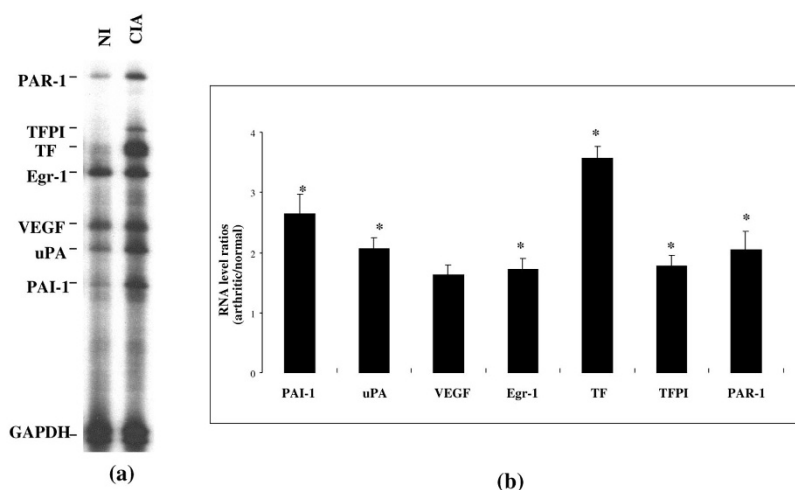 NI CIA
PAR-1
TFPI
TF
Egr-1
VEGF
uPA
PAI-1
GAPDH
(a)
RNA level ratios
(arthritic/normal)
4
3
2
1
0
* * * * * *
PAI-1 uPA VEGF Egr-1 TF TFPI PAR-1
(b)